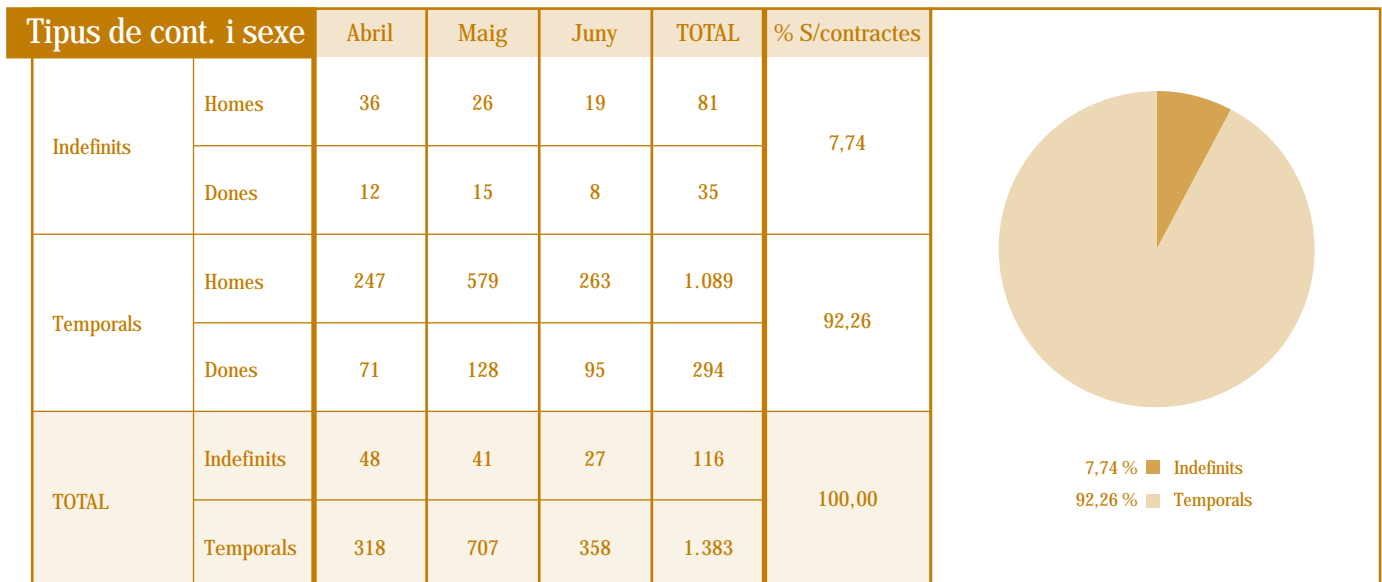 Tipus de cont. i sexe Abril Maig Juny TOTAL % S/contractes
Indefinits Homes 36 26 19 81 7,74
Dones 12 15 8 35
Temporals Homes 247 579 263 1.089 92,26
Dones 71 128 95 294
TOTAL Indefinits 48 41 27 116 100,00
Temporals 318 707 358 1.383
7,74 % Indefinits
92,26 % Temporals